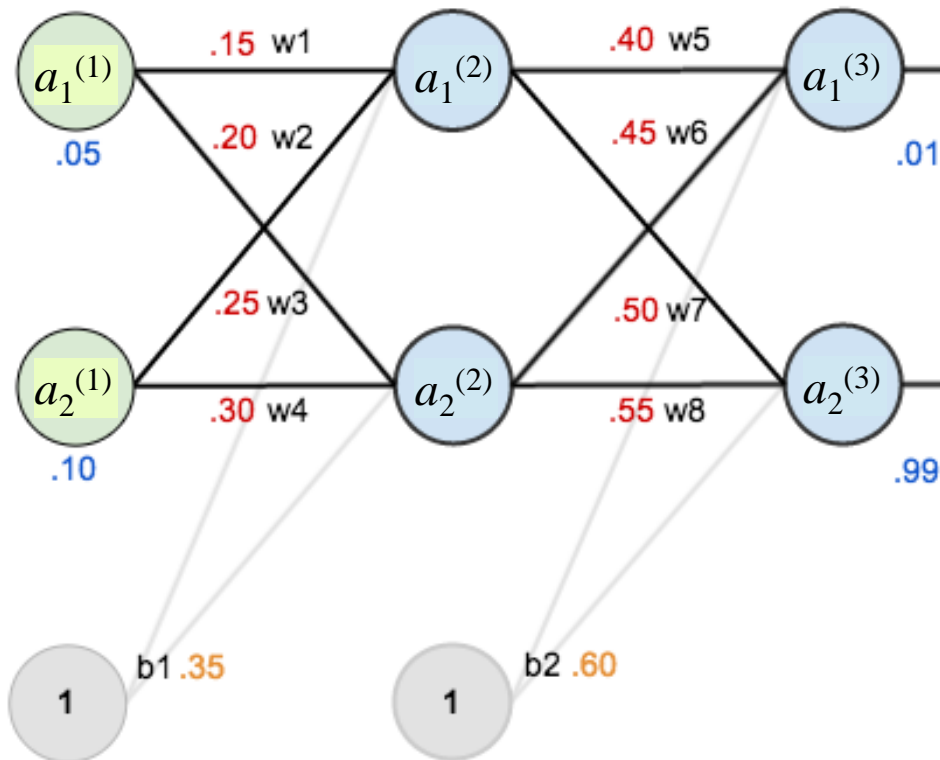 .15 w1
.40 w5
a₁⁽¹⁾
a₁⁽²⁾
a₁⁽³⁾
.20 w2
.45 w6
.05
.01
.25 w3
.50 w7
a₂⁽¹⁾
a₂⁽²⁾
a₂⁽³⁾
.30 w4
.55 w8
.10
.99
b1 .35
b2 .60
1
1